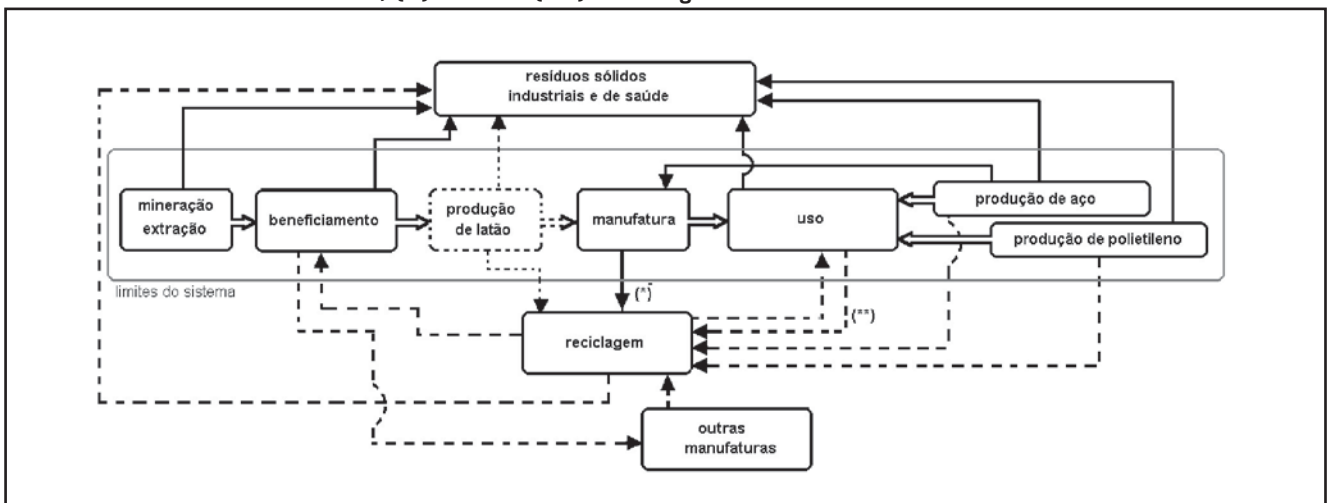 resíduos sólidos
industriais e de saúde
mineração
extração
beneficiamento
produção
de latão
manufatura
uso
produção de aço
produção de polietileno
limites do sistema
(*)
(**)
reciclagem
outras
manufaturas